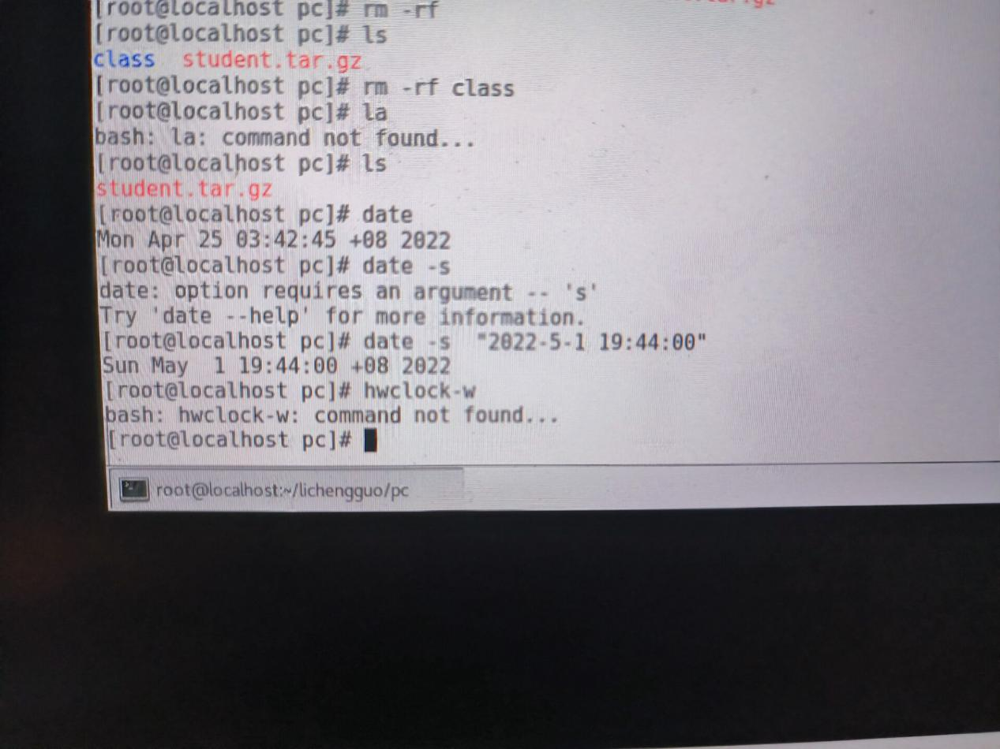 [root@localhost pc]# rm -rf
[root@localhost pc]# ls
class  student.tar.gz
[root@localhost pc]# rm -rf class
[root@localhost pc]# la
bash: la: command not found...
[root@localhost pc]# ls
student.tar.gz
[root@localhost pc]# date
Mon Apr 25 03:42:45 +08 2022
[root@localhost pc]# date -s
date: option requires an argument -- 's'
Try 'date --help' for more information.
[root@localhost pc]# date -s  "2022-5-1 19:44:00"
Sun May  1 19:44:00 +08 2022
[root@localhost pc]# hwclock-w
bash: hwclock-w: command not found...
[root@localhost pc]#
root@localhost:~/lichengguo/pc